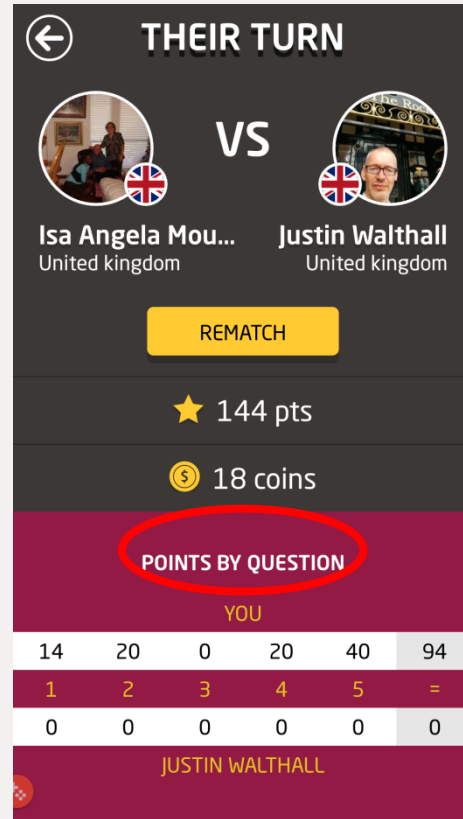 THEIR TURN
The Rock
VS
Isa Angela Mou... Justin Walthall
United kingdom United kingdom
REMATCH
144 pts
18 coins
POINTS BY QUESTION
YOU
14 20 0 20 40 94
1 2 3 4 5 =
0 0 0 0 0 0
JUSTIN WALTHALL